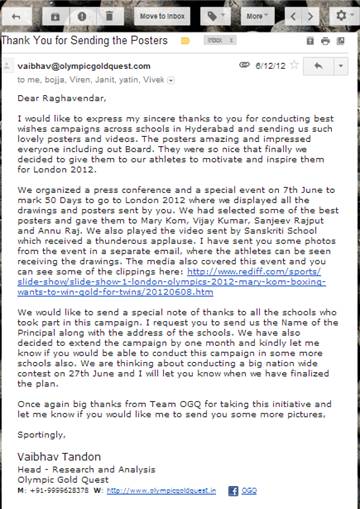 Move to Inbox
More
Thank You for Sending the Posters
Inbox x
vaibhav@olympicgoldquest.com
6/12/12
to me, bojja, Viren, Janit, yatin, Vivek
Dear Raghavendar,
I would like to express my sincere thanks to you for conducting best
wishes campaigns across schools in Hyderabad and sending us such
lovely posters and videos. The posters amazing and impressed
everyone including out Board. They were so nice that finally we
decided to give them to our athletes to motivate and inspire them
for London 2012.
We organized a press conference and a special event on 7th June to
mark 50 Days to go to London 2012 where we displayed all the
drawings and posters sent by you. We had selected some of the best
posters and gave them to Mary Kom, Vijay Kumar, Sanjeev Rajput
and Annu Raj. We also played the video sent by Sanskriti School
which received a thunderous applause. I have sent you some photos
from the event in a separate email, where the athletes can be seen
receiving the drawings. The media also covered this event and you
can see some of the clippings here: http://www.rediff.com/sports/
slide-show/slide-show-1-london-olympics-2012-mary-kom-boxing-
wants-to-win-gold-for-twins/20120608.htm
We would like to send a special note of thanks to all the schools who
took part in this campaign. I request you to send us the Name of the
Principal along with the address of the schools. We have also
decided to extend the campaign by one month and kindly let me
know if you would be able to conduct this campaign in some more
schools also. We are thinking about conducting a big nation wide
contest on 27th June and I will let you know when we have finalized
the plan.
Once again big thanks from Team OGQ for taking this initiative and
let me know if you would like me to send you some more pictures.
Sportingly,
Vaibhav Tandon
Head - Research and Analysis
Olympic Gold Quest
M: +91-9999628378 W: http://www.olympicgoldquest.in f OGQ